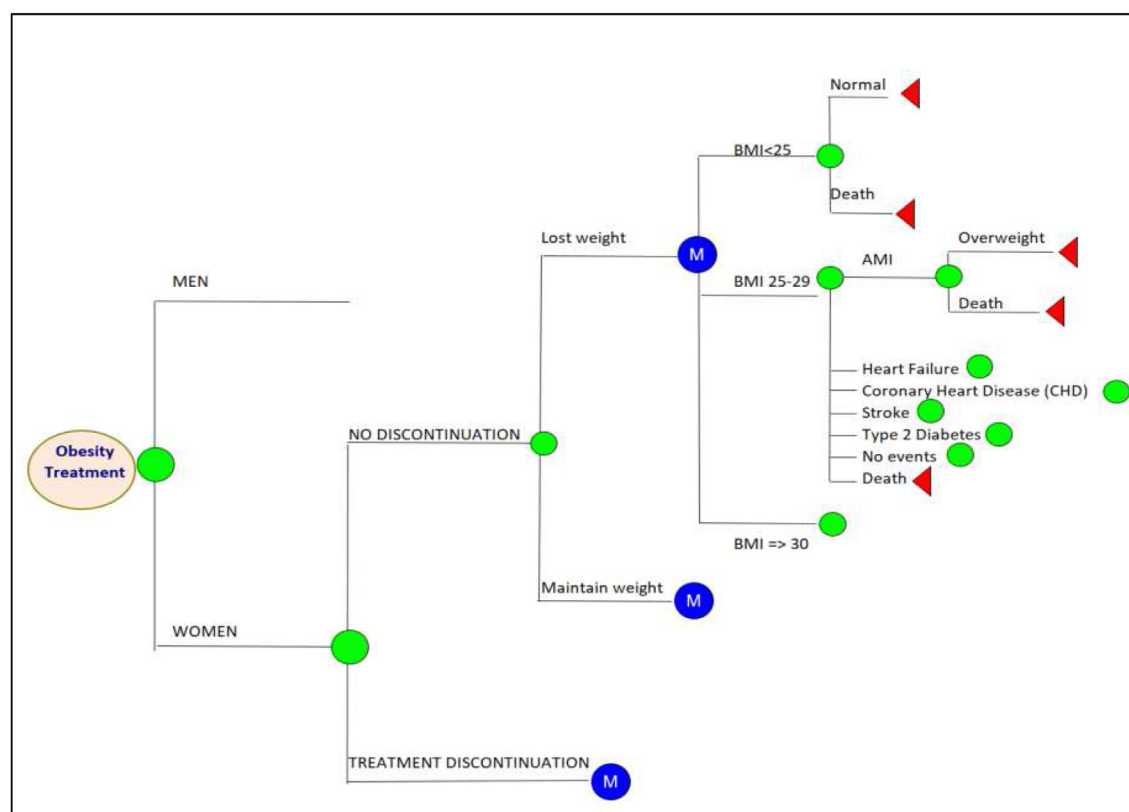 Normal
BMI<25
Death
Lost weight
M
Overweight
AMI
MEN
BMI 25-29
Death
Heart Failure
Coronary Heart Disease (CHD)
Stroke
NO DISCONTINUATION
Type 2 Diabetes
Obesity
Treatment
No events
Death
BMI => 30
Maintain weight
M
WOMEN
TREATMENT DISCONTINUATION
M